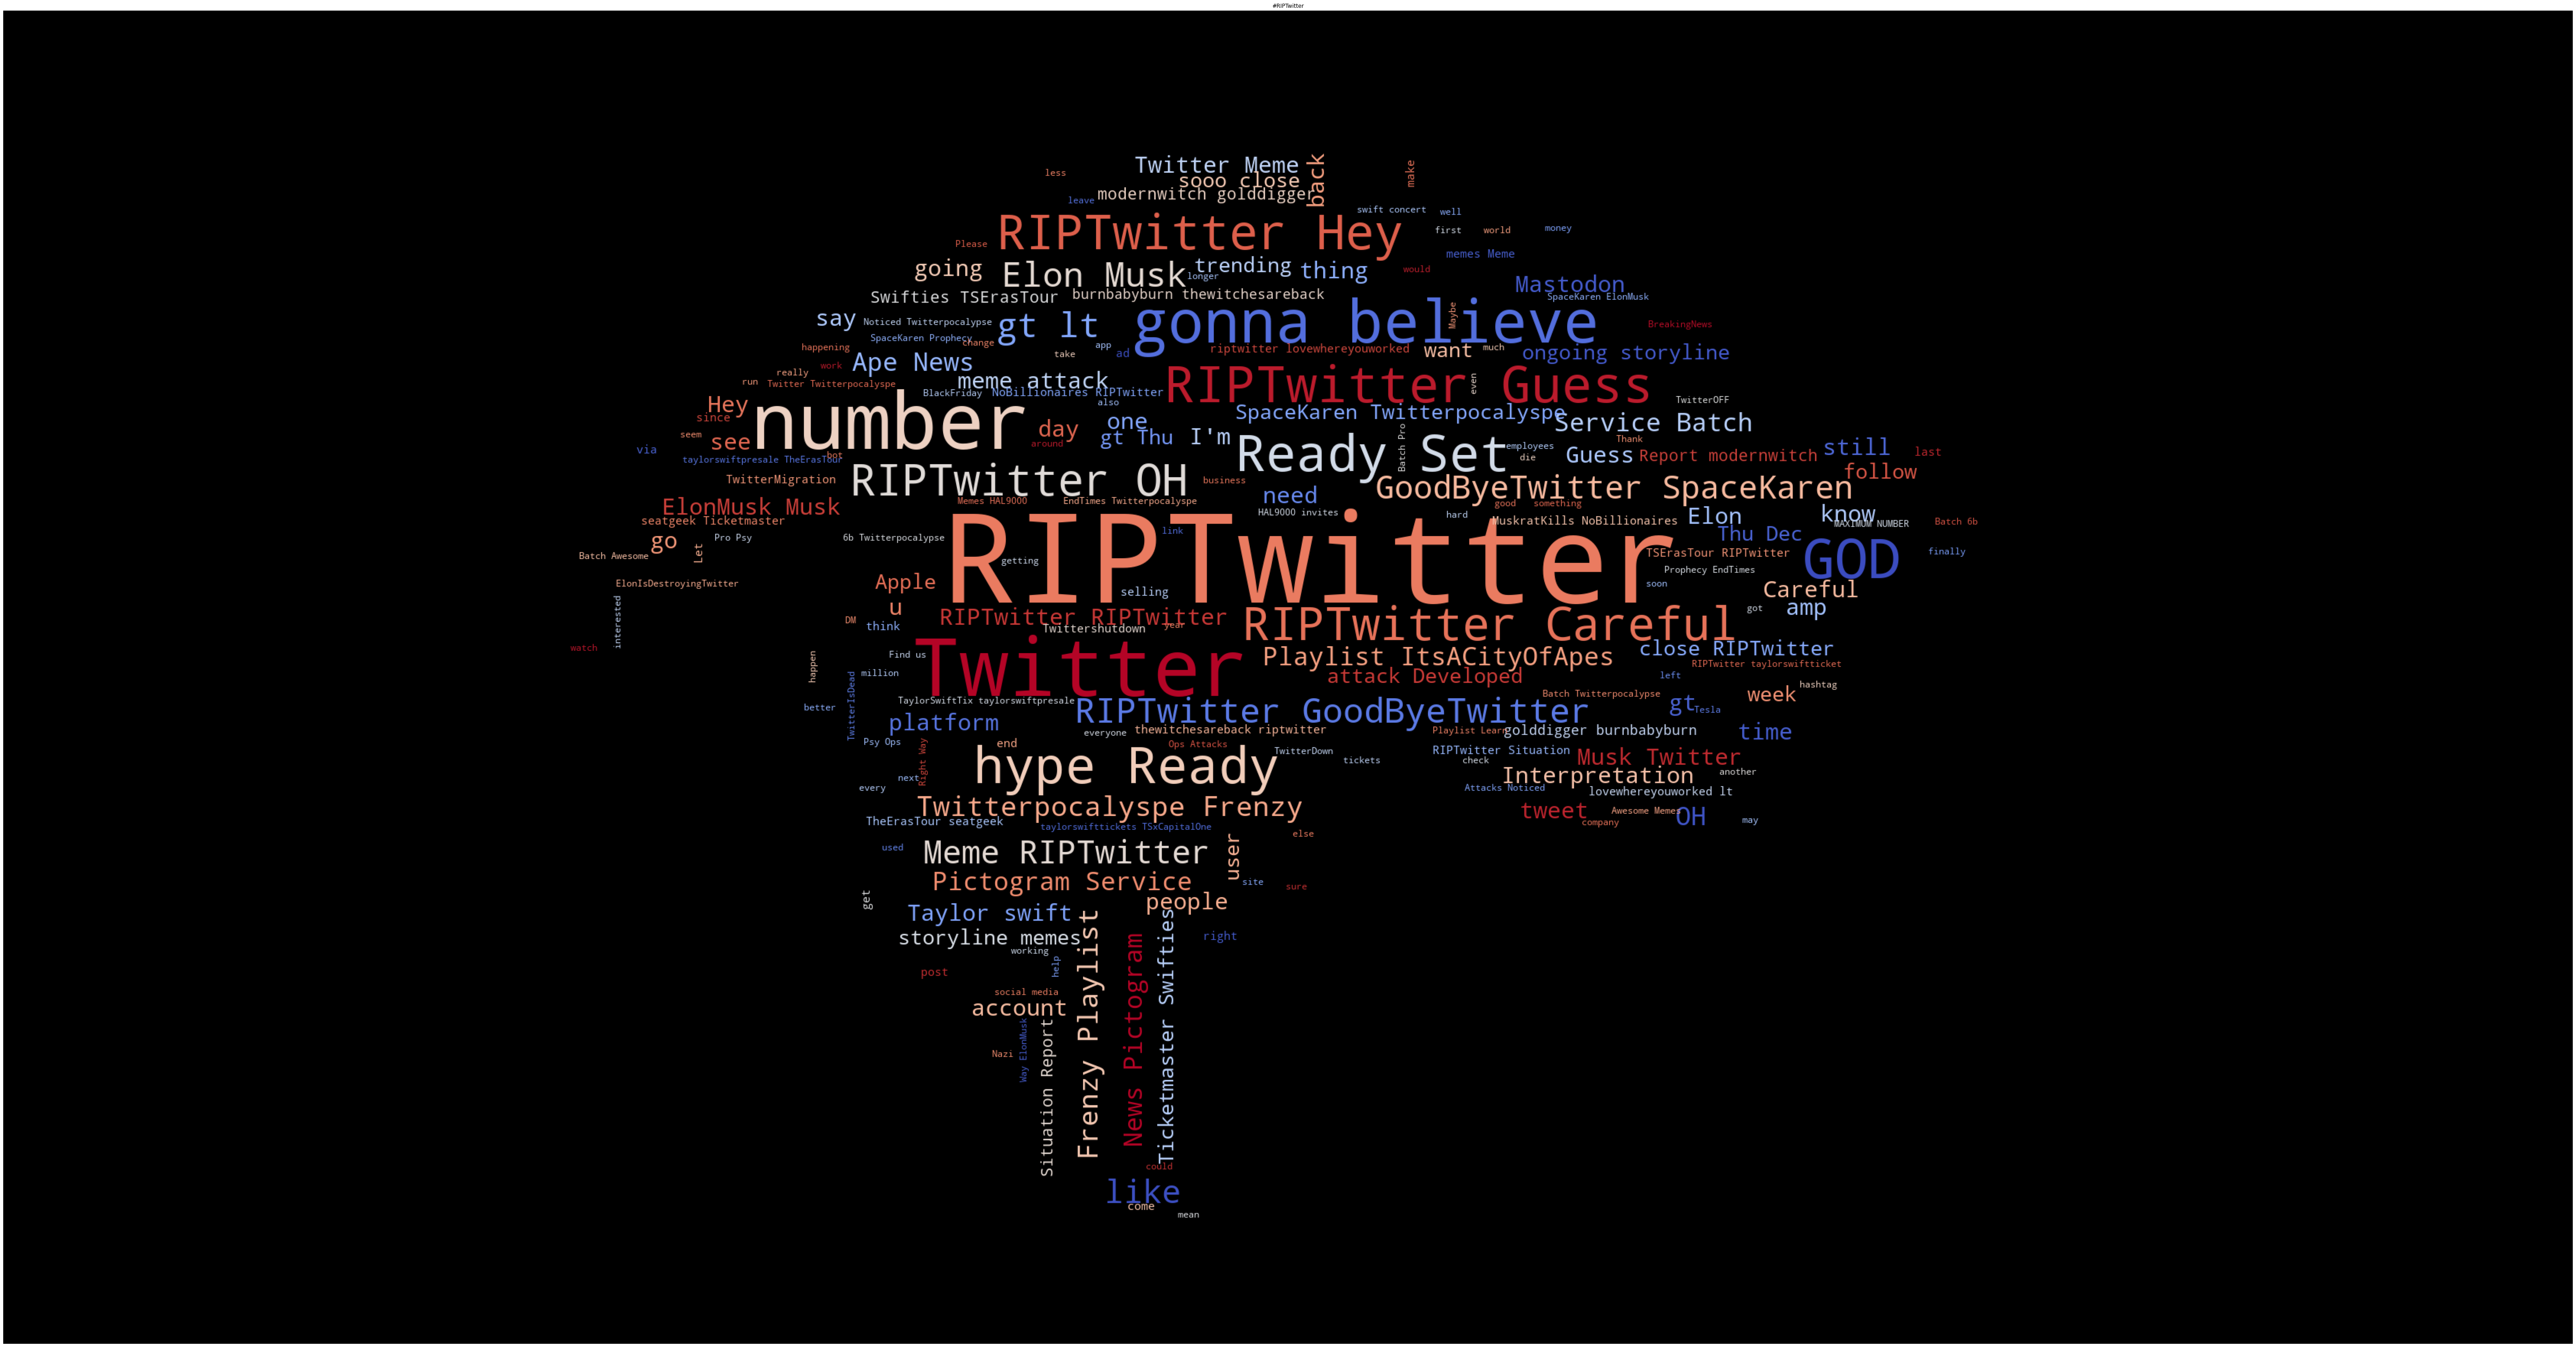 #RIPTwitter
Twitter Meme
back
make
less
sooo close
modernwitch golddigger
leave
swift concert
well
RIPTwitter Hey
first
world
money
Please
memes Meme
going
Elon Musk
trending
thing
would
longer
Mastodon
Swifties TSErasTour
burnbabyburn thewitchesareback
SpaceKaren ElonMusk
say
Noticed Twitterpocalypse
gt lt
gonna believe
Maybe
BreakingNews
SpaceKaren Prophecy
change
happening
app
take
ad
riptwitter lovewhereyouworked
want
much
ongoing storyline
Ape News
work
really
run
Twitter Twitterpocalyspe
meme attack
BlackFriday
NoBillionaires RIPTwitter
RIPTwitter Guess
even
also
TwitterOFF
Hey
since
number
SpaceKaren Twitterpocalyspe
Service Batch
one
day
gt Thu
I'm
around
Ready Set
Batch Pro
employees
die
Thank
seem
see
via
bot
taylorswiftpresale TheErasTour
Guess
Report modernwitch
still
last
follow
TwitterMigration
RIPTwitter OH
business
need
GoodByeTwitter SpaceKaren
ElonMusk Musk
Memes HAL9000
EndTimes Twitterpocalyspe
HAL9000 invites
good
something
hard
MuskratKills NoBillionaires
Elon
know
MAXIMUM NUMBER
Batch 6b
seatgeek Ticketmaster
go
Let
Pro Psy
6b Twitterpocalypse
link
RIPTwitter
Thu Dec
GOD
finally
Batch Awesome
TSErasTour RIPTwitter
getting
Prophecy EndTimes
ElonIsDestroyingTwitter
Apple
selling
soon
Careful
interested
u
RIPTwitter RIPTwitter
RIPTwitter Careful
got
amp
DM
think
Twittershutdown
year
watch
Find us
Twitter
Playlist ItsACityOfApes
close RIPTwitter
RIPTwitter taylorswiftticket
happen
million
attack Developed
left
hashtag
TwitterIsDead
Batch Twitterpocalypse
week
better
TaylorSwiftTix taylorswiftpresale
RIPTwitter GoodByeTwitter
gt
Tesla
platform
everyone
thewitchesareback riptwitter
Playlist Learn
golddigger burnbabyburn
time
Psy Ops
Right Way
end
Ops Attacks
TwitterDown
tickets
RIPTwitter Situation
check
Musk Twitter
hype Ready
Interpretation
another
next
every
Attacks Noticed
lovewhereyouworked lt
Twitterpocalyspe Frenzy
tweet
Awesome Memes
company
OH
may
TheErasTour seatgeek
taylorswifttickets TSxCapitalOne
else
used
Meme RIPTwitter
user
Pictogram Service
site
sure
get
people
Taylor swift
storyline memes
right
working
help
post
social media
account
Frenzy Playlist
News Pictogram
Ticketmaster Swifties
Situation Report
Way ElonMusk
Nazi
could
like
come
mean